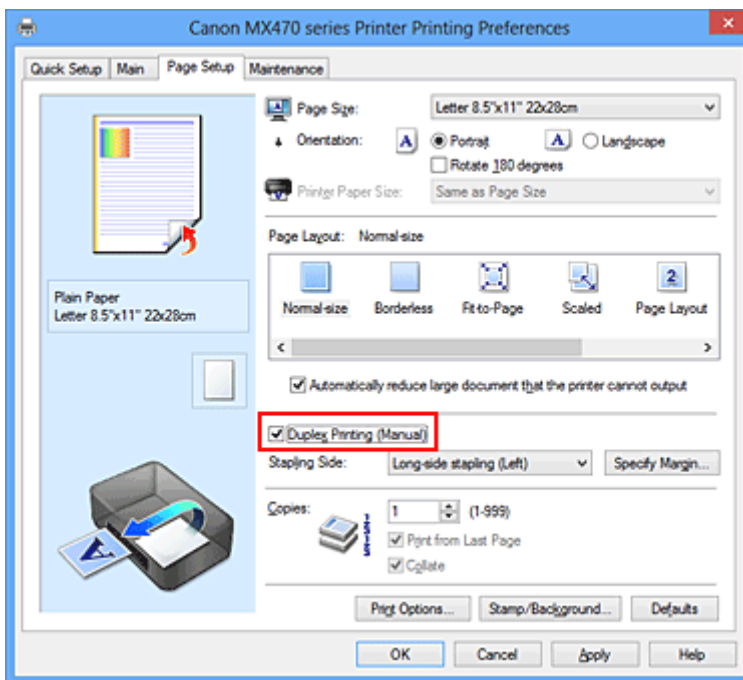 Canon MX470 series Printer Printing Preferences
Quick Setup Main Page Setup Maintenance
Page Size: Letter 8.5"x11" 22x28cm
Orientation: A Portrait A Landscape
Rotate 180 degrees
Printer Paper Size: Same as Page Size
Page Layout: Normal-size
2
Normal-size Borderless Fit-to-Page Scaled Page Layout
Automatically reduce large document that the printer cannot output
Plain Paper
Letter 8.5"x11" 22x28cm
Duplex Printing (Manual)
Stapling Side: Long-side stapling (Left) Specify Margin...
Copies: 1 (1-999)
Print from Last Page
Collate
A
Print Options... Stamp/Background... Defaults
OK Cancel Apply Help